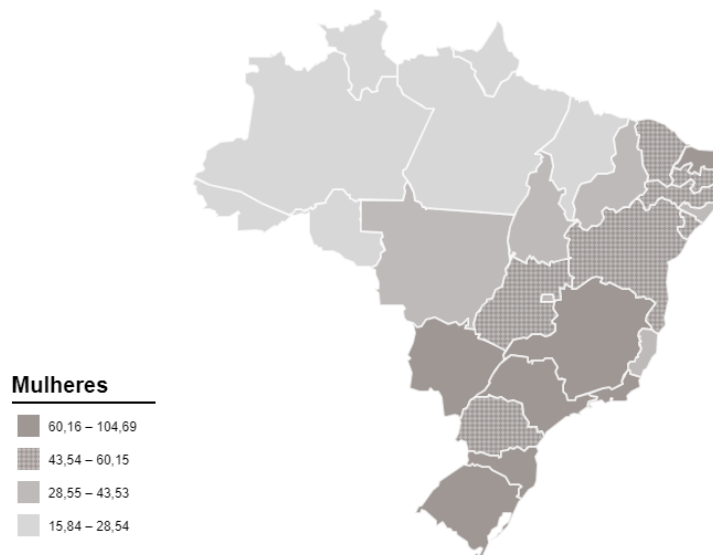 Mulheres
60,16 – 104,69
43,54 – 60,15
28,55 – 43,53
15,84 – 28,54